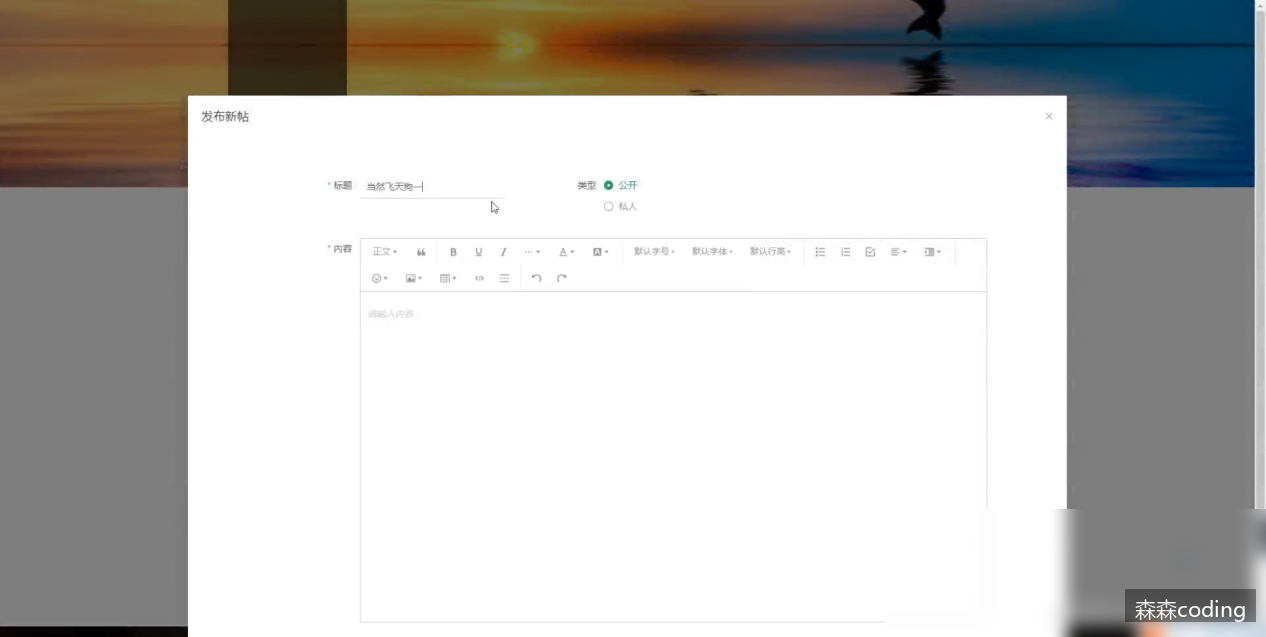 发布新帖
* 标题 当然飞天狗一
类型 公开
私人
* 内容
正文 B U I ... A A 默认字号 默认字体 默认行高
请输入内容...
森森coding